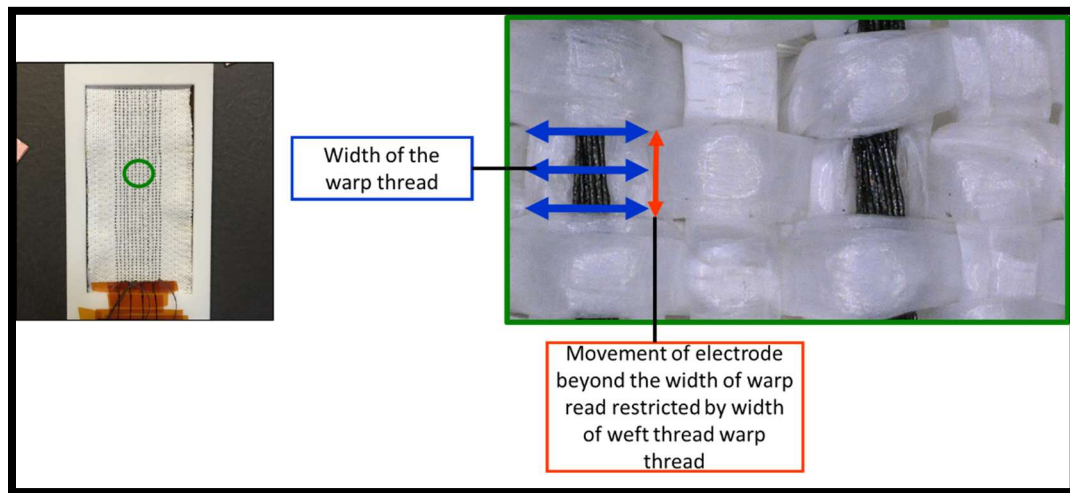 Width of the
warp thread
Movement of electrode
beyond the width of warp
read restricted by width
of weft thread warp
thread